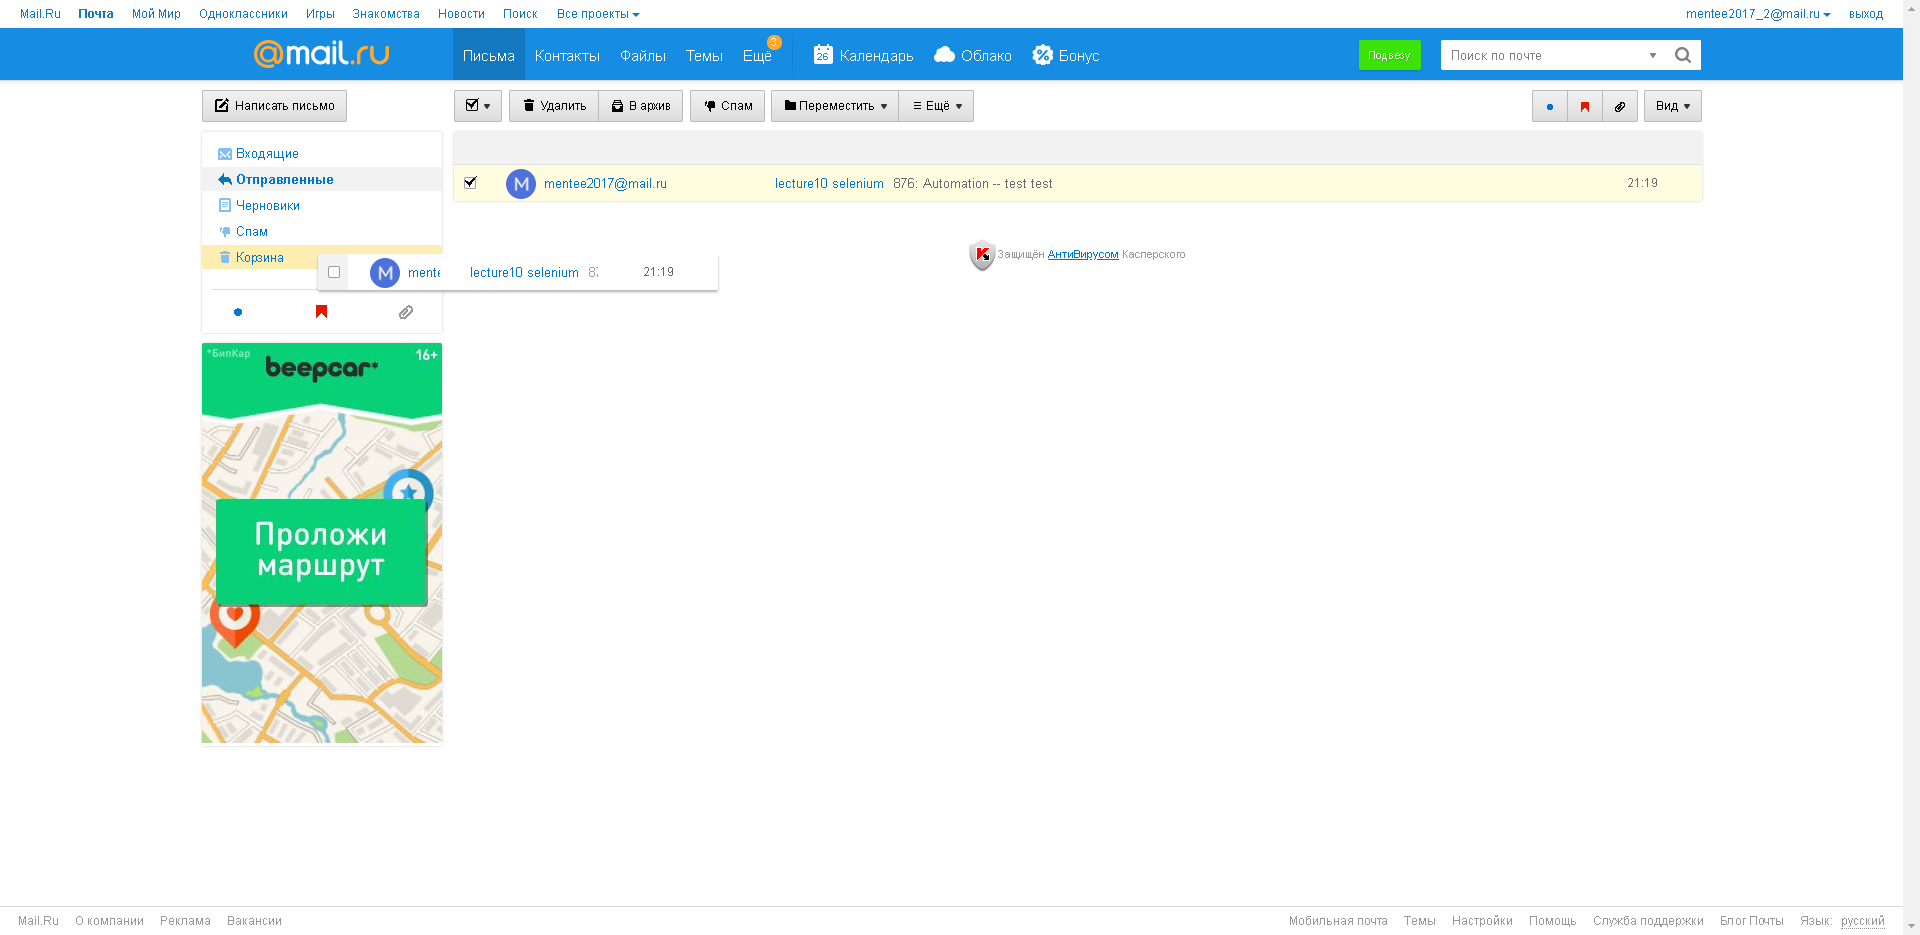 Mail.Ru Почта Мой Мир Одноклассники Игры Знакомства Новости Поиск Все проекты mentee2017_2@mail.ru выход
@mail.ru Письма Контакты Файлы Темы Ещё 3 26 Календарь Облако Бонус Подвезу Поиск по почте
Написать письмо Удалить В архив Спам Переместить Ещё Вид
Входящие
Отправленные
Черновики
Спам
Корзина
M mentee2017@mail.ru lecture10 selenium 876: Automation -- test test 21:19
Защищён АнтиВирусом Касперского
M mente lecture10 selenium 87 21:19
*БипКар 16+
beepcar*
Проложи
маршрут
Mail.Ru О компании Реклама Вакансии Мобильная почта Темы Настройки Помощь Служба поддержки Блог Почты Язык: русский